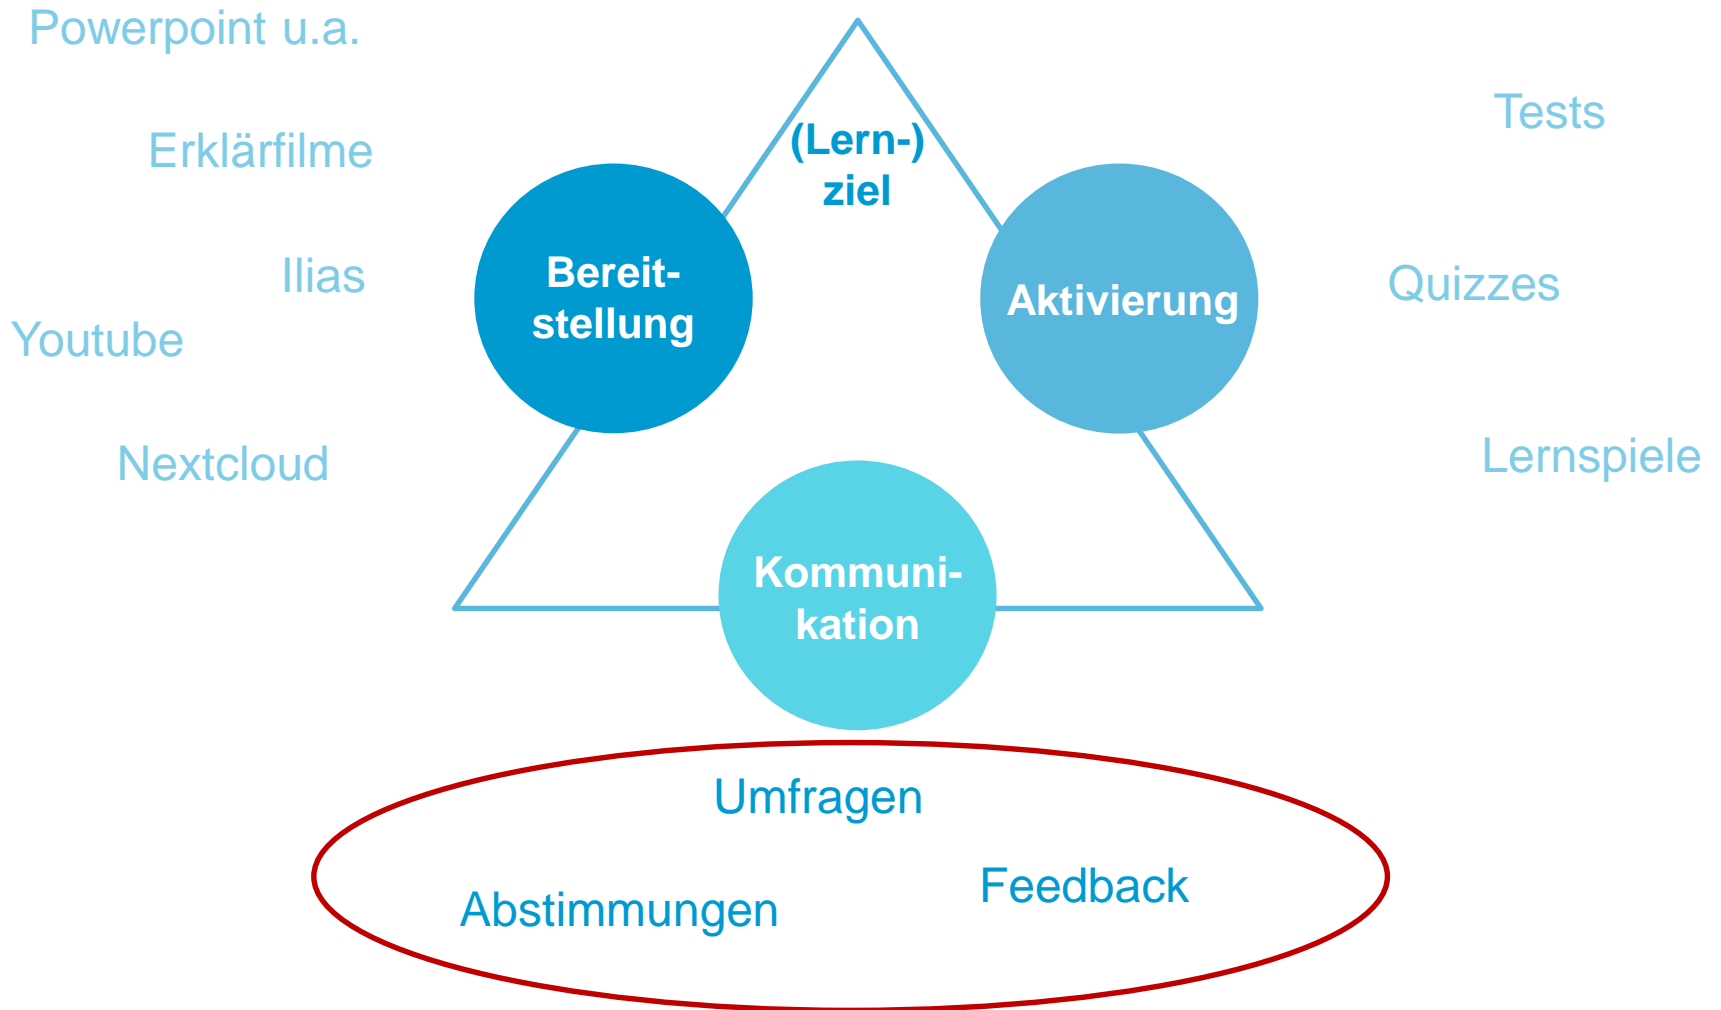 Powerpoint u.a.
Erklärfilme
Ilias
Youtube
Nextcloud
(Lern-)
ziel
Bereit-
stellung
Aktivierung
Kommuni-
kation
Tests
Quizzes
Lernspiele
Umfragen
Abstimmungen
Feedback